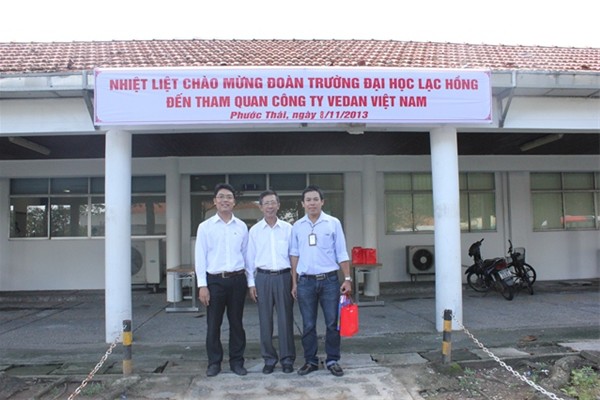 NHIỆT LIỆT CHÀO MỪNG ĐOÀN TRƯỜNG ĐẠI HỌC LẠC HỒNG
ĐẾN THAM QUAN CÔNG TY VEDAN VIỆT NAM
Phước Thái, ngày 8/11/2013